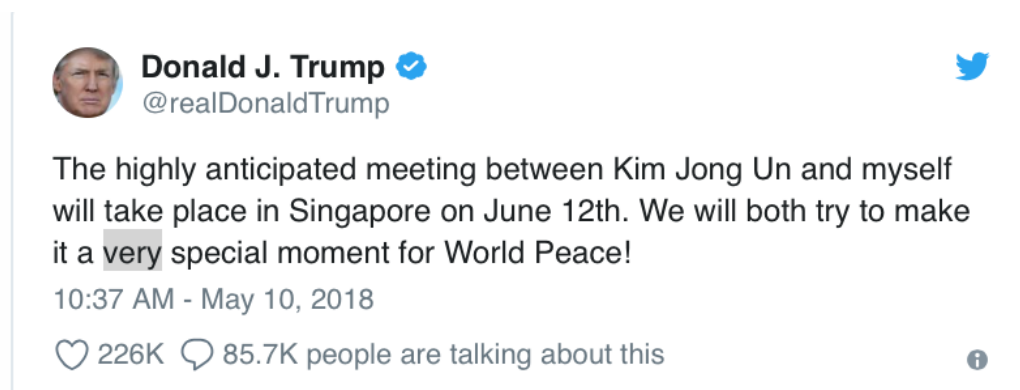 Donald J. Trump
@realDonaldTrump
The highly anticipated meeting between Kim Jong Un and myself
will take place in Singapore on June 12th. We will both try to make
it a very special moment for World Peace!
10:37 AM - May 10, 2018
226K 85.7K people are talking about this